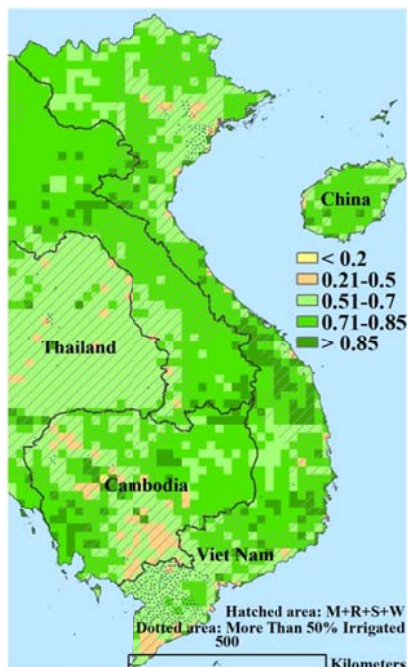 China
< 0.2
0.21-0.5
0.51-0.7
0.71-0.85
> 0.85
Thailand
Cambodia
Viet Nam
Hatched area: M+R+S+W
Dotted area: More Than 50% Irrigated
500
Kilometers